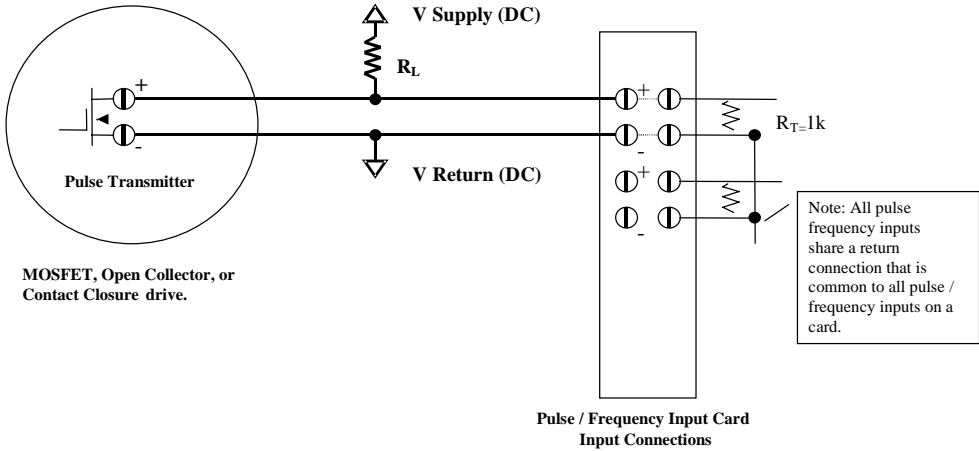 V Supply (DC)
R_L
+
-
Pulse Transmitter
V Return (DC)
MOSFET, Open Collector, or
Contact Closure drive.
+
-
+
-
R_T=1k
Note: All pulse
frequency inputs
share a return
connection that is
common to all pulse /
frequency inputs on a
card.
Pulse / Frequency Input Card
Input Connections